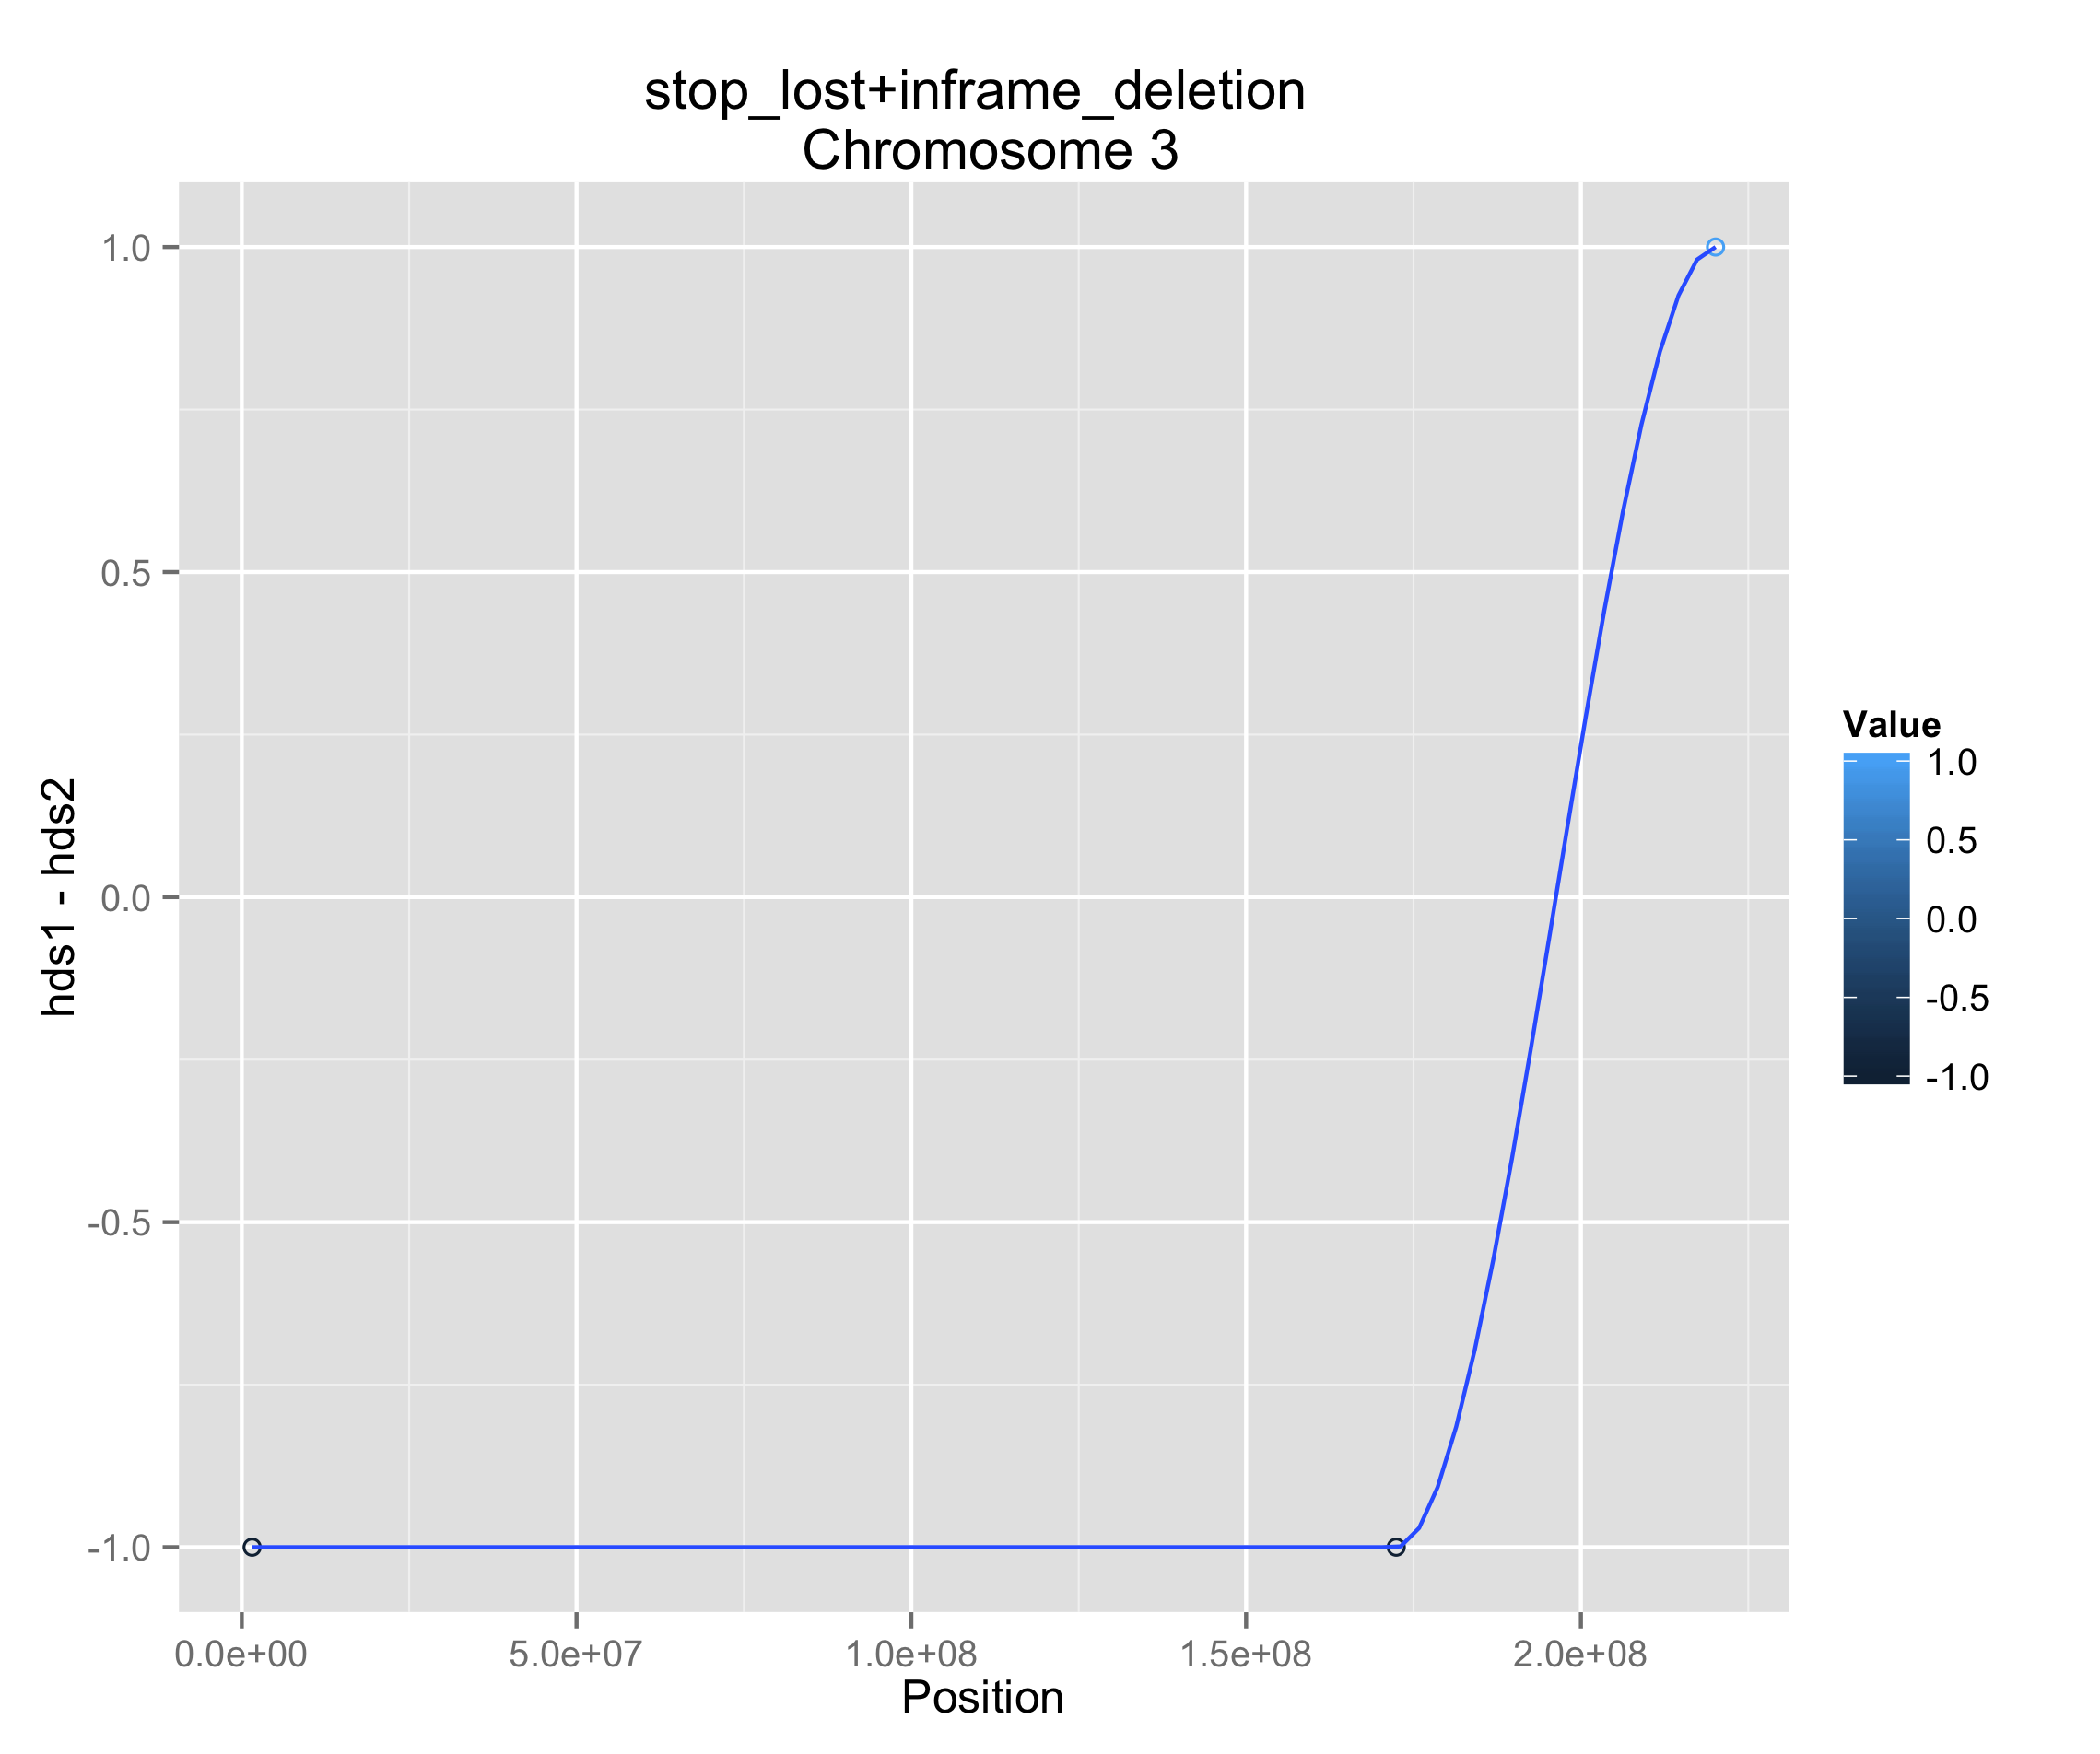 stop_lost+inframe_deletion
Chromosome 3
1.0
0.5
0.0
-0.5
-1.0
hds1 - hds2
0.0e+00
5.0e+07
1.0e+08
1.5e+08
2.0e+08
Position
Value
1.0
0.5
0.0
-0.5
-1.0